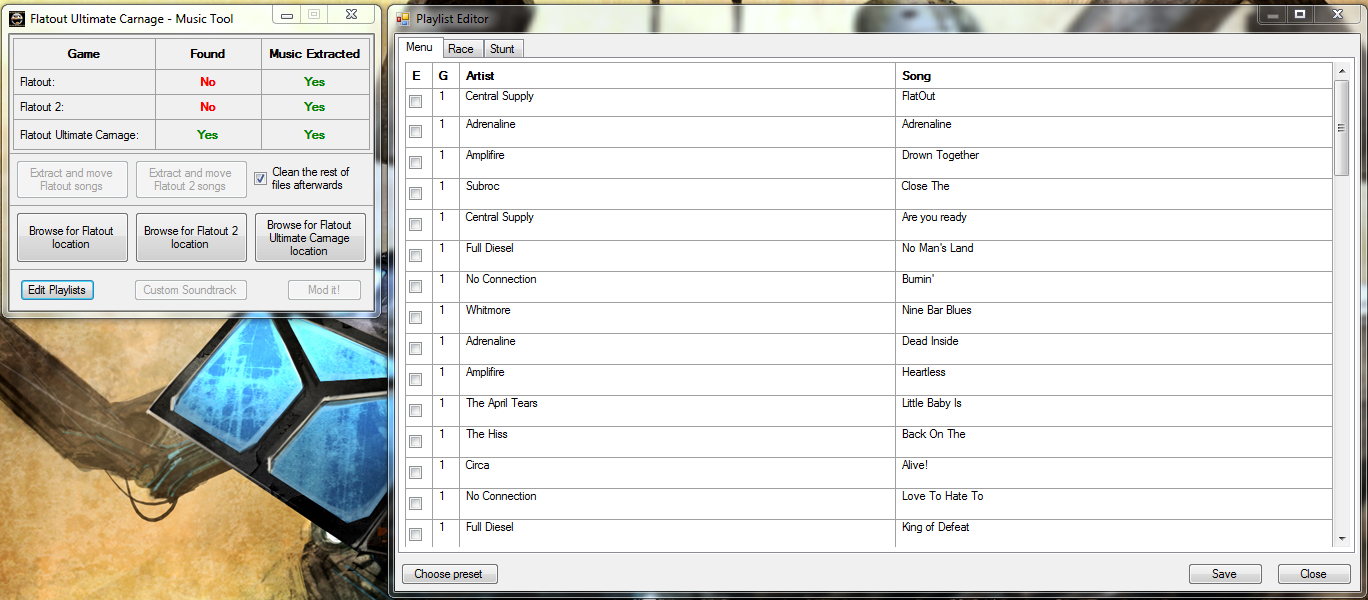 Flatout Ultimate Carnage - Music Tool
Game Found Music Extracted
Flatout: No Yes
Flatout 2: No Yes
Flatout Ultimate Carnage: Yes Yes
Extract and move
Flatout songs
Extract and move
Flatout 2 songs
Clean the rest of
files afterwards
Browse for Flatout
location
Browse for Flatout 2
location
Browse for Flatout
Ultimate Carnage
location
Edit Playlists
Custom Soundtrack
Mod it!
Playlist Editor
Menu Race Stunt
E G Artist Song
1 Central Supply FlatOut
1 Adrenaline Adrenaline
1 Amplifire Drown Together
1 Subroc Close The
1 Central Supply Are you ready
1 Full Diesel No Man's Land
1 No Connection Burnin'
1 Whitmore Nine Bar Blues
1 Adrenaline Dead Inside
1 Amplifire Heartless
1 The April Tears Little Baby Is
1 The Hiss Back On The
1 Circa Alive!
1 No Connection Love To Hate To
1 Full Diesel King of Defeat
Choose preset Save Close